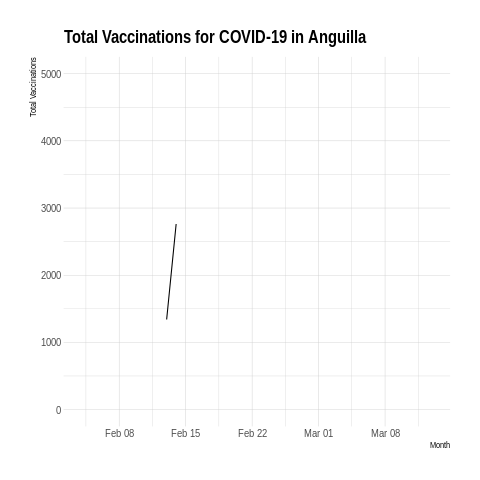 Total Vaccinations for COVID-19 in Anguilla
Total Vaccinations
5000
4000
3000
2000
1000
0
Feb 08 Feb 15 Feb 22 Mar 01 Mar 08
Month